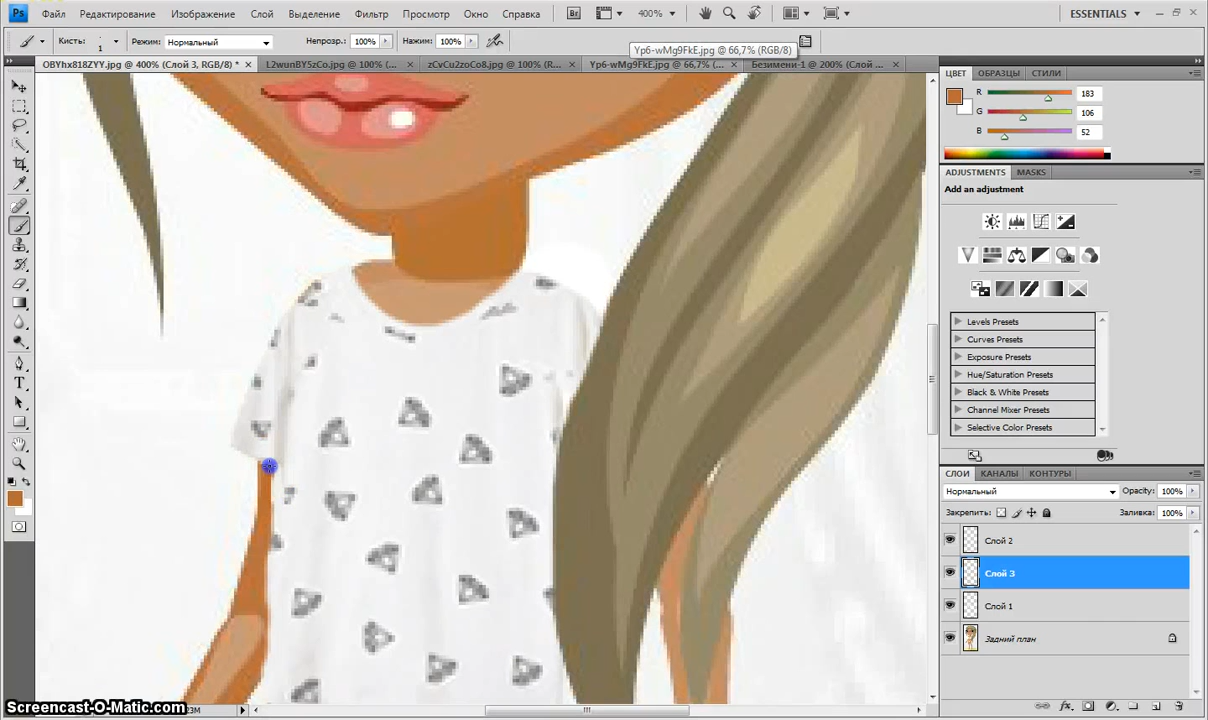 Ps Файл Редактирование Изображение Слой Выделение Фильтр Просмотр Окно Справка Br 400% ESSENTIALS
Кисть: 1 Режим: Нормальный Непрозр.: 100% Нажим: 100%
Yp6-wMg9FkE.jpg @ 66,7% (RGB/8)
OBYhx818ZYY.jpg @ 400% (Слой 3, RGB/8) * L2wunBY5zCo.jpg @ 100% (... zCvCu2zoCo8.jpg @ 100% (R... Yp6-wMg9FkE.jpg @ 66,7% (... Безимени-1 @ 200% (Слой ...
ЦВЕТ ОБРАЗЦЫ СТИЛИ
R 183
G 106
B 52
ADJUSTMENTS MASKS
Add an adjustment
Levels Presets
Curves Presets
Exposure Presets
Hue/Saturation Presets
Black & White Presets
Channel Mixer Presets
Selective Color Presets
СЛОИ КАНАЛЫ КОНТУРЫ
Нормальный Opacity: 100%
Закрепить: Заливка: 100%
Слой 2
Слой 3
Слой 1
Задний план
Screencast-O-Matic.com